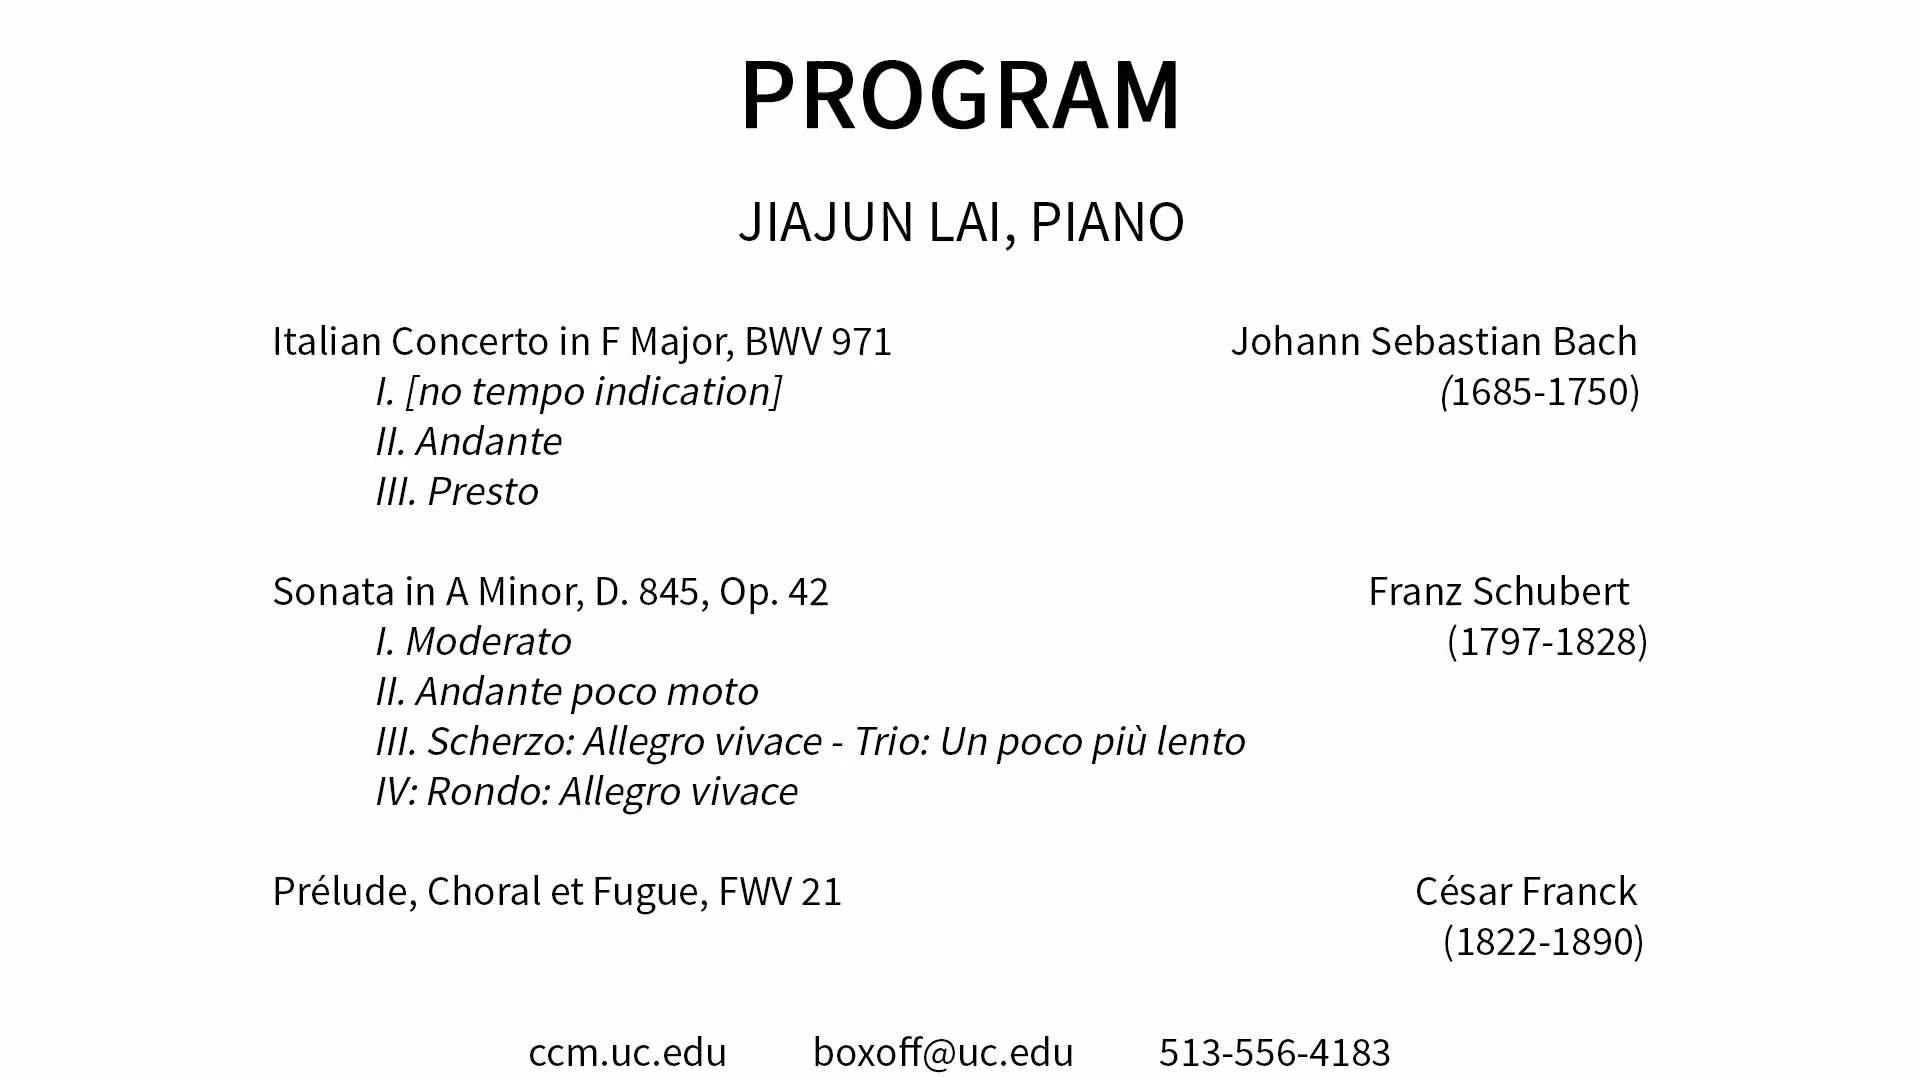 PROGRAM
JIAJUN LAI, PIANO
Italian Concerto in F Major, BWV 971 Johann Sebastian Bach
I. [no tempo indication] (1685-1750)
II. Andante
III. Presto
Sonata in A Minor, D. 845, Op. 42 Franz Schubert
I. Moderato (1797-1828)
II. Andante poco moto
III. Scherzo: Allegro vivace - Trio: Un poco più lento
IV: Rondo: Allegro vivace
Prélude, Choral et Fugue, FWV 21 César Franck
(1822-1890)
ccm.uc.edu boxoff@uc.edu 513-556-4183